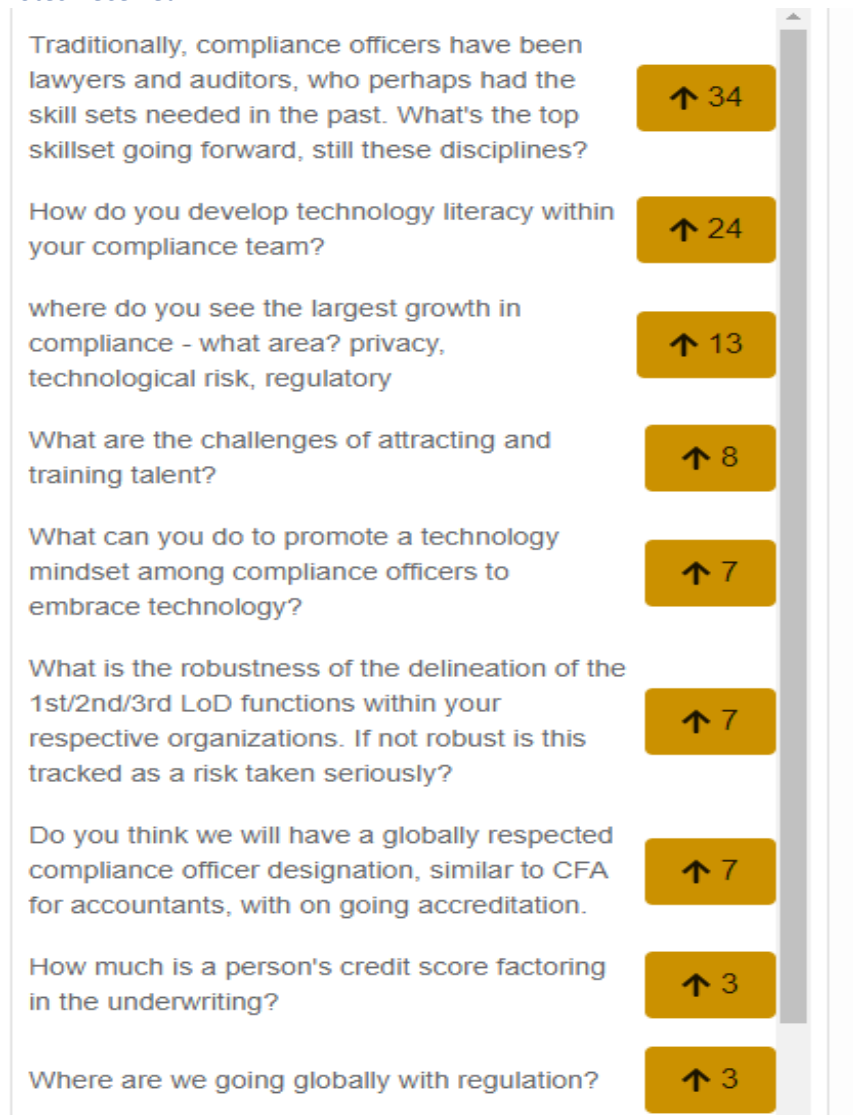 Traditionally, compliance officers have been
lawyers and auditors, who perhaps had the
skill sets needed in the past. What's the top
skillset going forward, still these disciplines?
↑ 34
How do you develop technology literacy within
your compliance team?
↑ 24
where do you see the largest growth in
compliance - what area? privacy,
technological risk, regulatory
↑ 13
What are the challenges of attracting and
training talent?
↑ 8
What can you do to promote a technology
mindset among compliance officers to
embrace technology?
↑ 7
What is the robustness of the delineation of the
1st/2nd/3rd LoD functions within your
respective organizations. If not robust is this
tracked as a risk taken seriously?
↑ 7
Do you think we will have a globally respected
compliance officer designation, similar to CFA
for accountants, with on going accreditation.
↑ 7
How much is a person's credit score factoring
in the underwriting?
↑ 3
Where are we going globally with regulation?
↑ 3